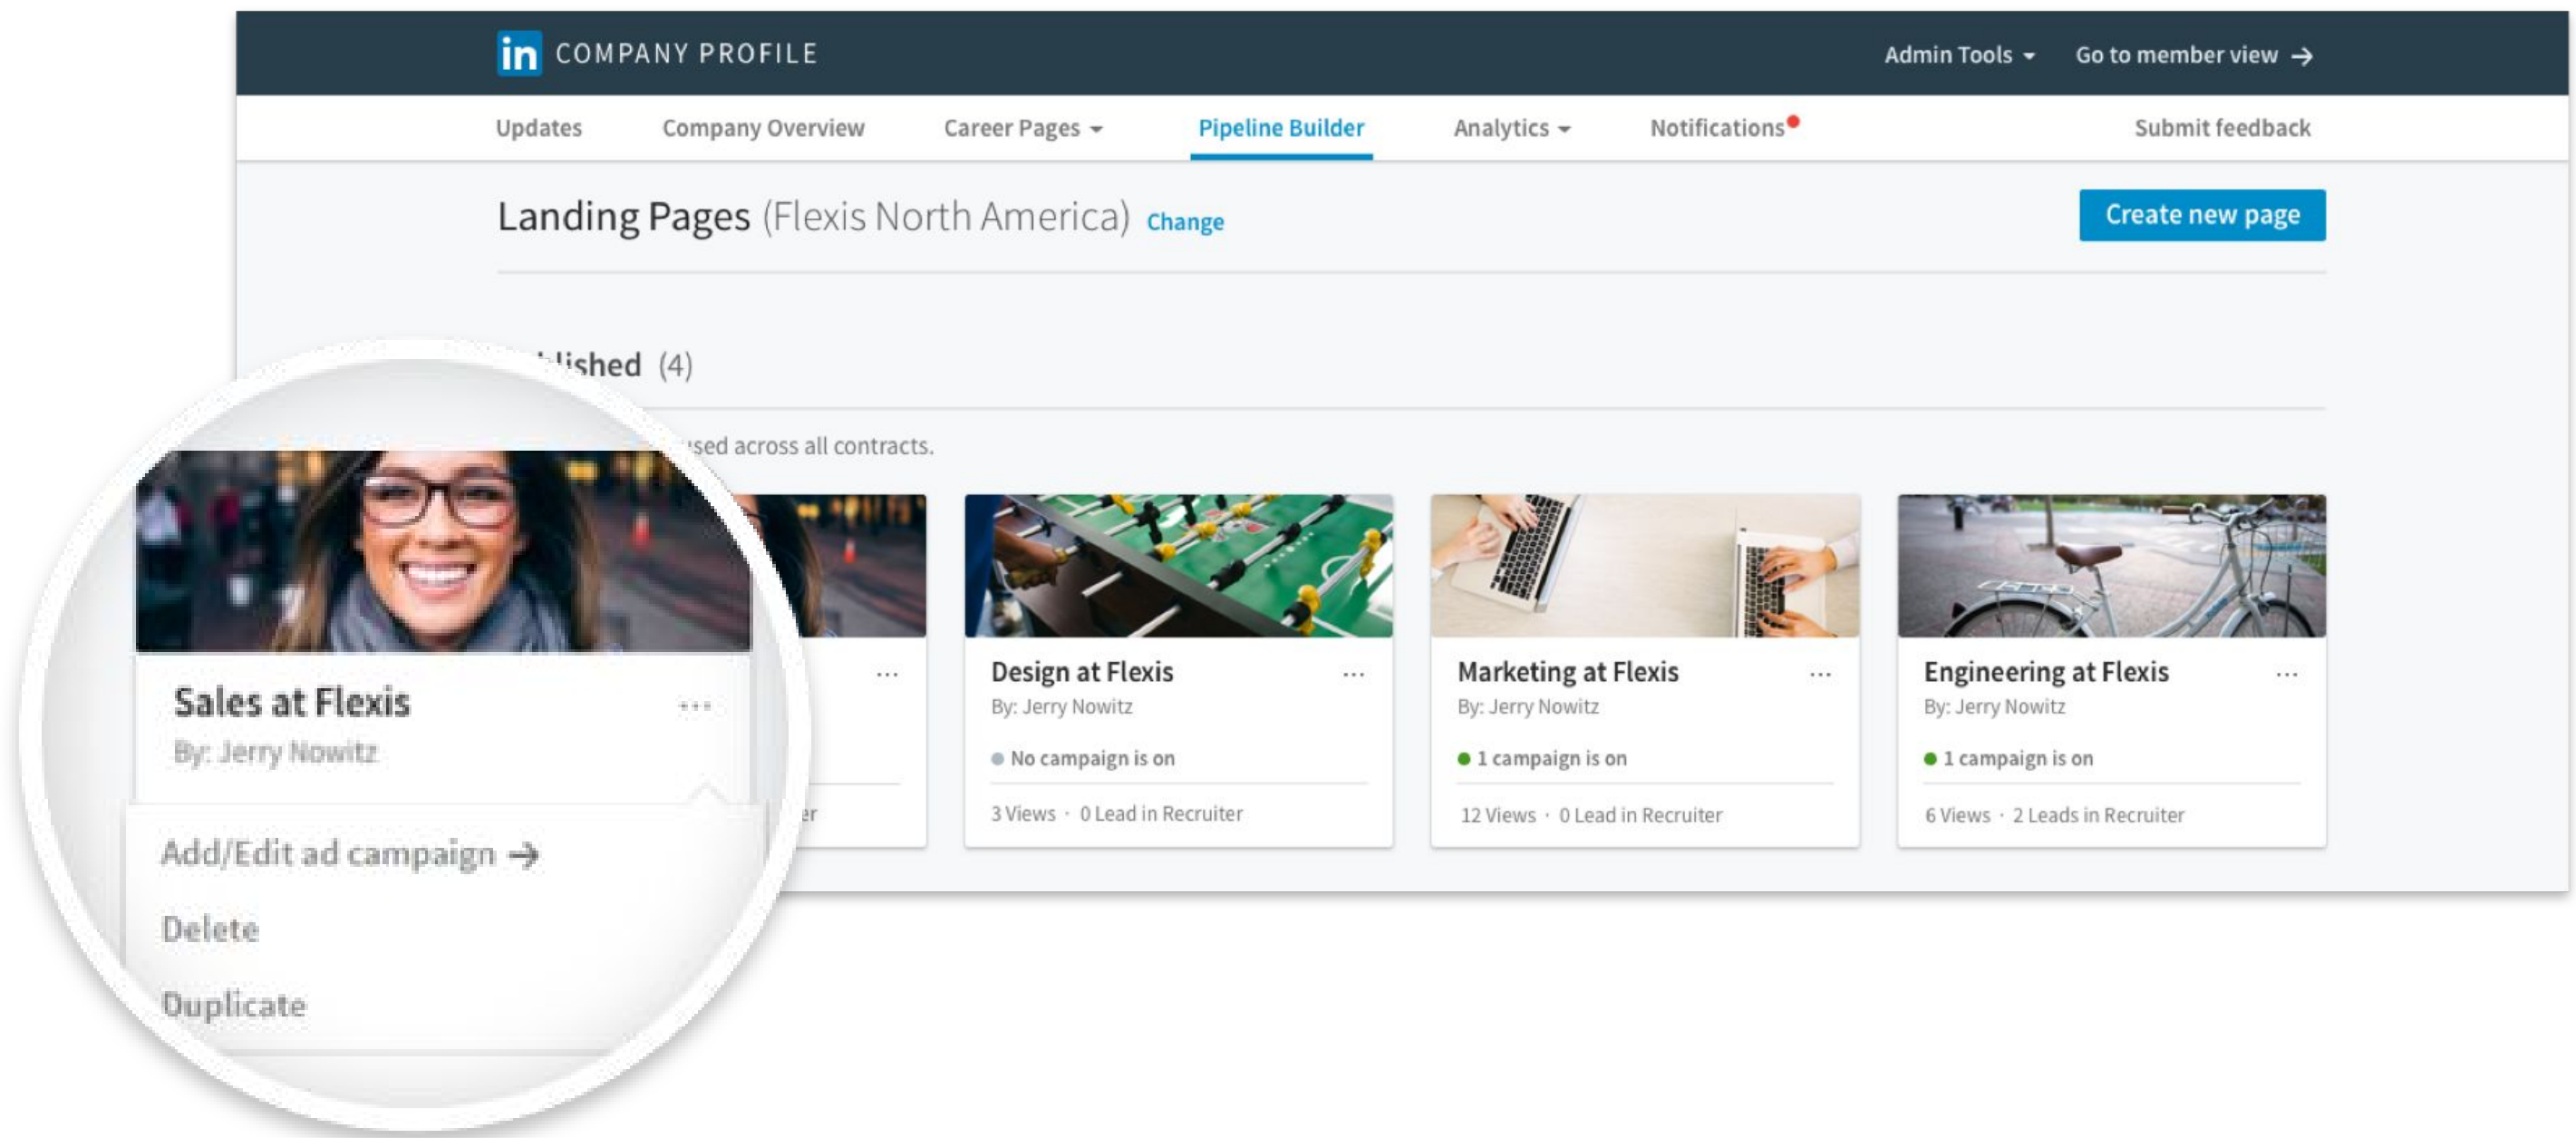 in COMPANY PROFILE
Admin Tools
Go to member view →
Updates
Company Overview
Career Pages
Pipeline Builder
Analytics
Notifications
Submit feedback
Landing Pages (Flexis North America) Change
Create new page
(4)
across all contracts.
Sales at Flexis
...
By: Jerry Nowitz
Add/Edit ad campaign →
Delete
Duplicate
...
Design at Flexis
...
By: Jerry Nowitz
No campaign is on
3 Views · 0 Lead in Recruiter
Marketing at Flexis
...
By: Jerry Nowitz
1 campaign is on
12 Views · 0 Lead in Recruiter
Engineering at Flexis
...
By: Jerry Nowitz
1 campaign is on
6 Views · 2 Leads in Recruiter